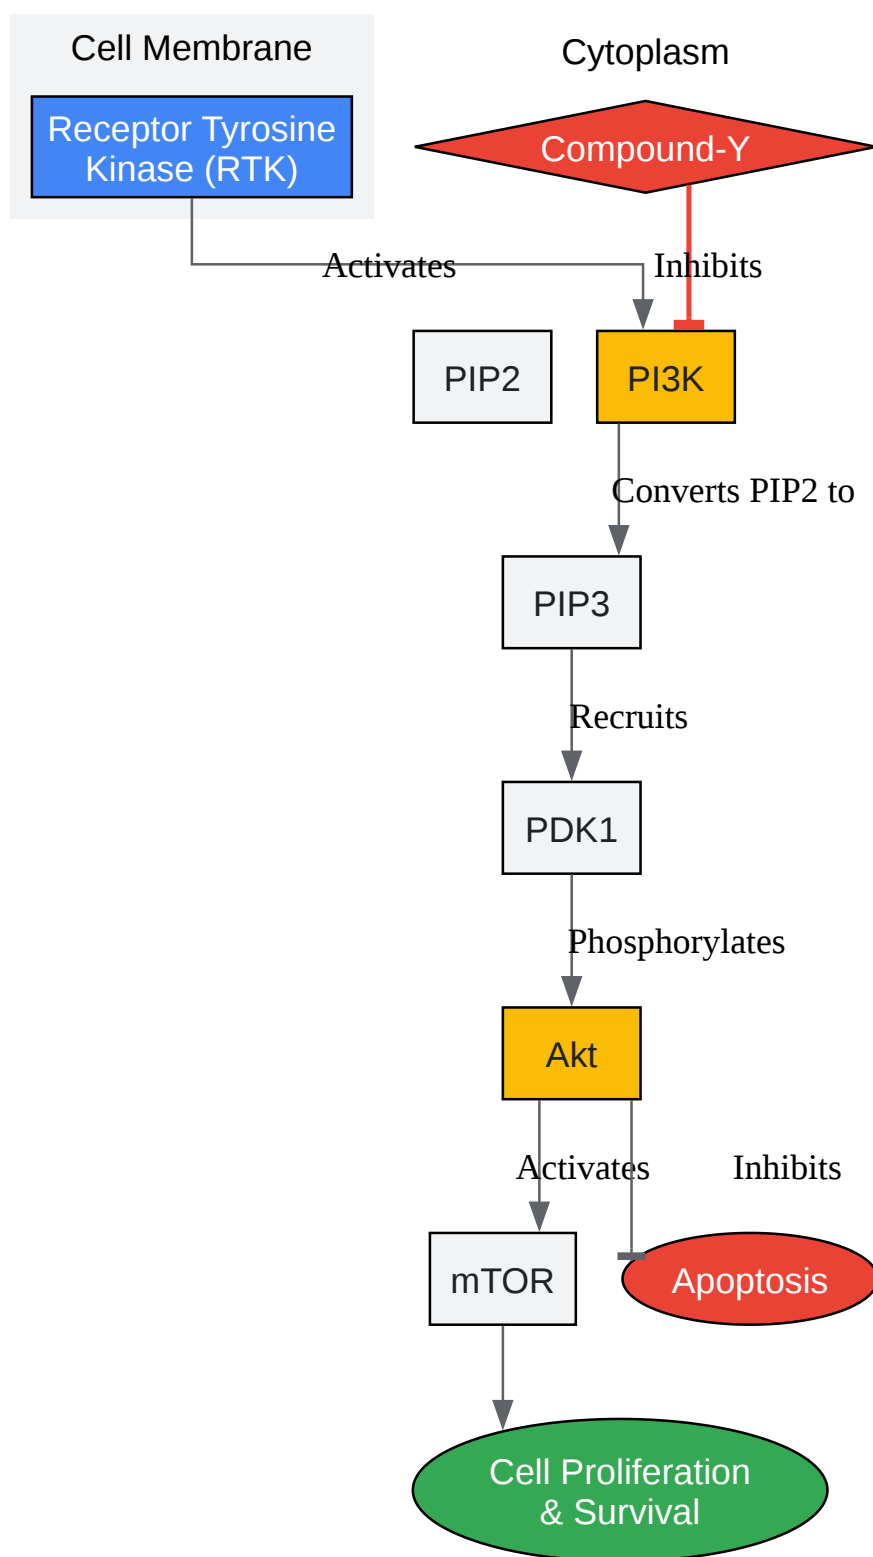 Cell Membrane
Cytoplasm
Receptor Tyrosine
Kinase (RTK)
Compound-Y
Activates
Inhibits
PIP2
PI3K
Converts PIP2 to
PIP3
Recruits
PDK1
Phosphorylates
Akt
Activates
Inhibits
mTOR
Apoptosis
Cell Proliferation
& Survival